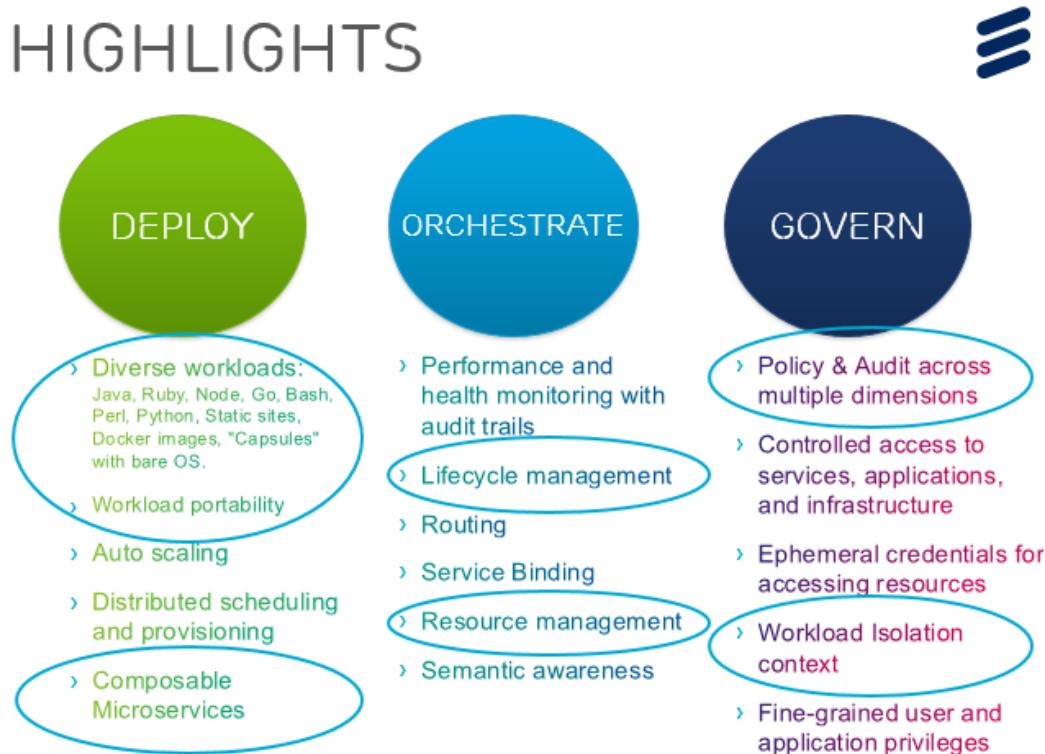 HIGHLIGHTS
DEPLOY
› Diverse workloads:
Java, Ruby, Node, Go, Bash,
Perl, Python, Static sites,
Docker images, "Capsules"
with bare OS.
› Workload portability
› Auto scaling
› Distributed scheduling
and provisioning
› Composable
Microservices
ORCHESTRATE
› Performance and
health monitoring with
audit trails
› Lifecycle management
› Routing
› Service Binding
› Resource management
› Semantic awareness
GOVERN
› Policy & Audit across
multiple dimensions
› Controlled access to
services, applications,
and infrastructure
› Ephemeral credentials for
accessing resources
› Workload Isolation
context
› Fine-grained user and
application privileges